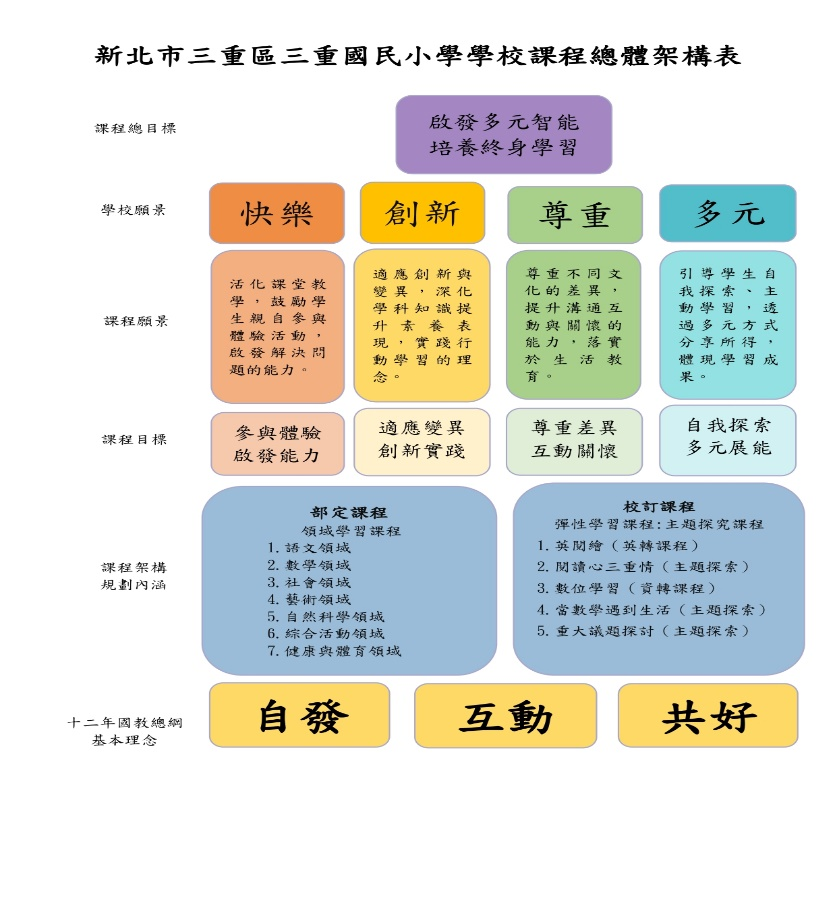 新北市三重區三重國民小學學校課程總體架構表
課程總目標
啟發多元智能
培養終身學習
學校願景
快樂
創新
尊重
多元
課程願景
活化課堂教
學，鼓勵學
生親自參與
體驗活動，
啟發解決問
題的能力。
適應創新與
變異，深化
學科知識提
升素養表
現，實踐行
動學習的理
念。
尊重不同文
化的差異，
提升溝通互
動與關懷的
能力，落實
於生活教
育。
引導學生自
我探索、主
動學習，透
過多元方式
分享所得，
體現學習成
果。
課程目標
參與體驗
啟發能力
適應變異
創新實踐
尊重差異
互動關懷
自我探索
多元展能
課程架構
規劃內涵
部定課程
領域學習課程
1. 語文領域
2. 數學領域
3. 社會領域
4. 藝術領域
5. 自然科學領域
6. 綜合活動領域
7. 健康與體育領域
校訂課程
彈性學習課程:主題探究課程
1. 英閱繪（英轉課程）
2. 閱讀心三重情（主題探索）
3. 數位學習（資轉課程）
4. 當數學遇到生活（主題探索）
5. 重大議題探討（主題探索）
十二年國教總綱
基本理念
自發
互動
共好